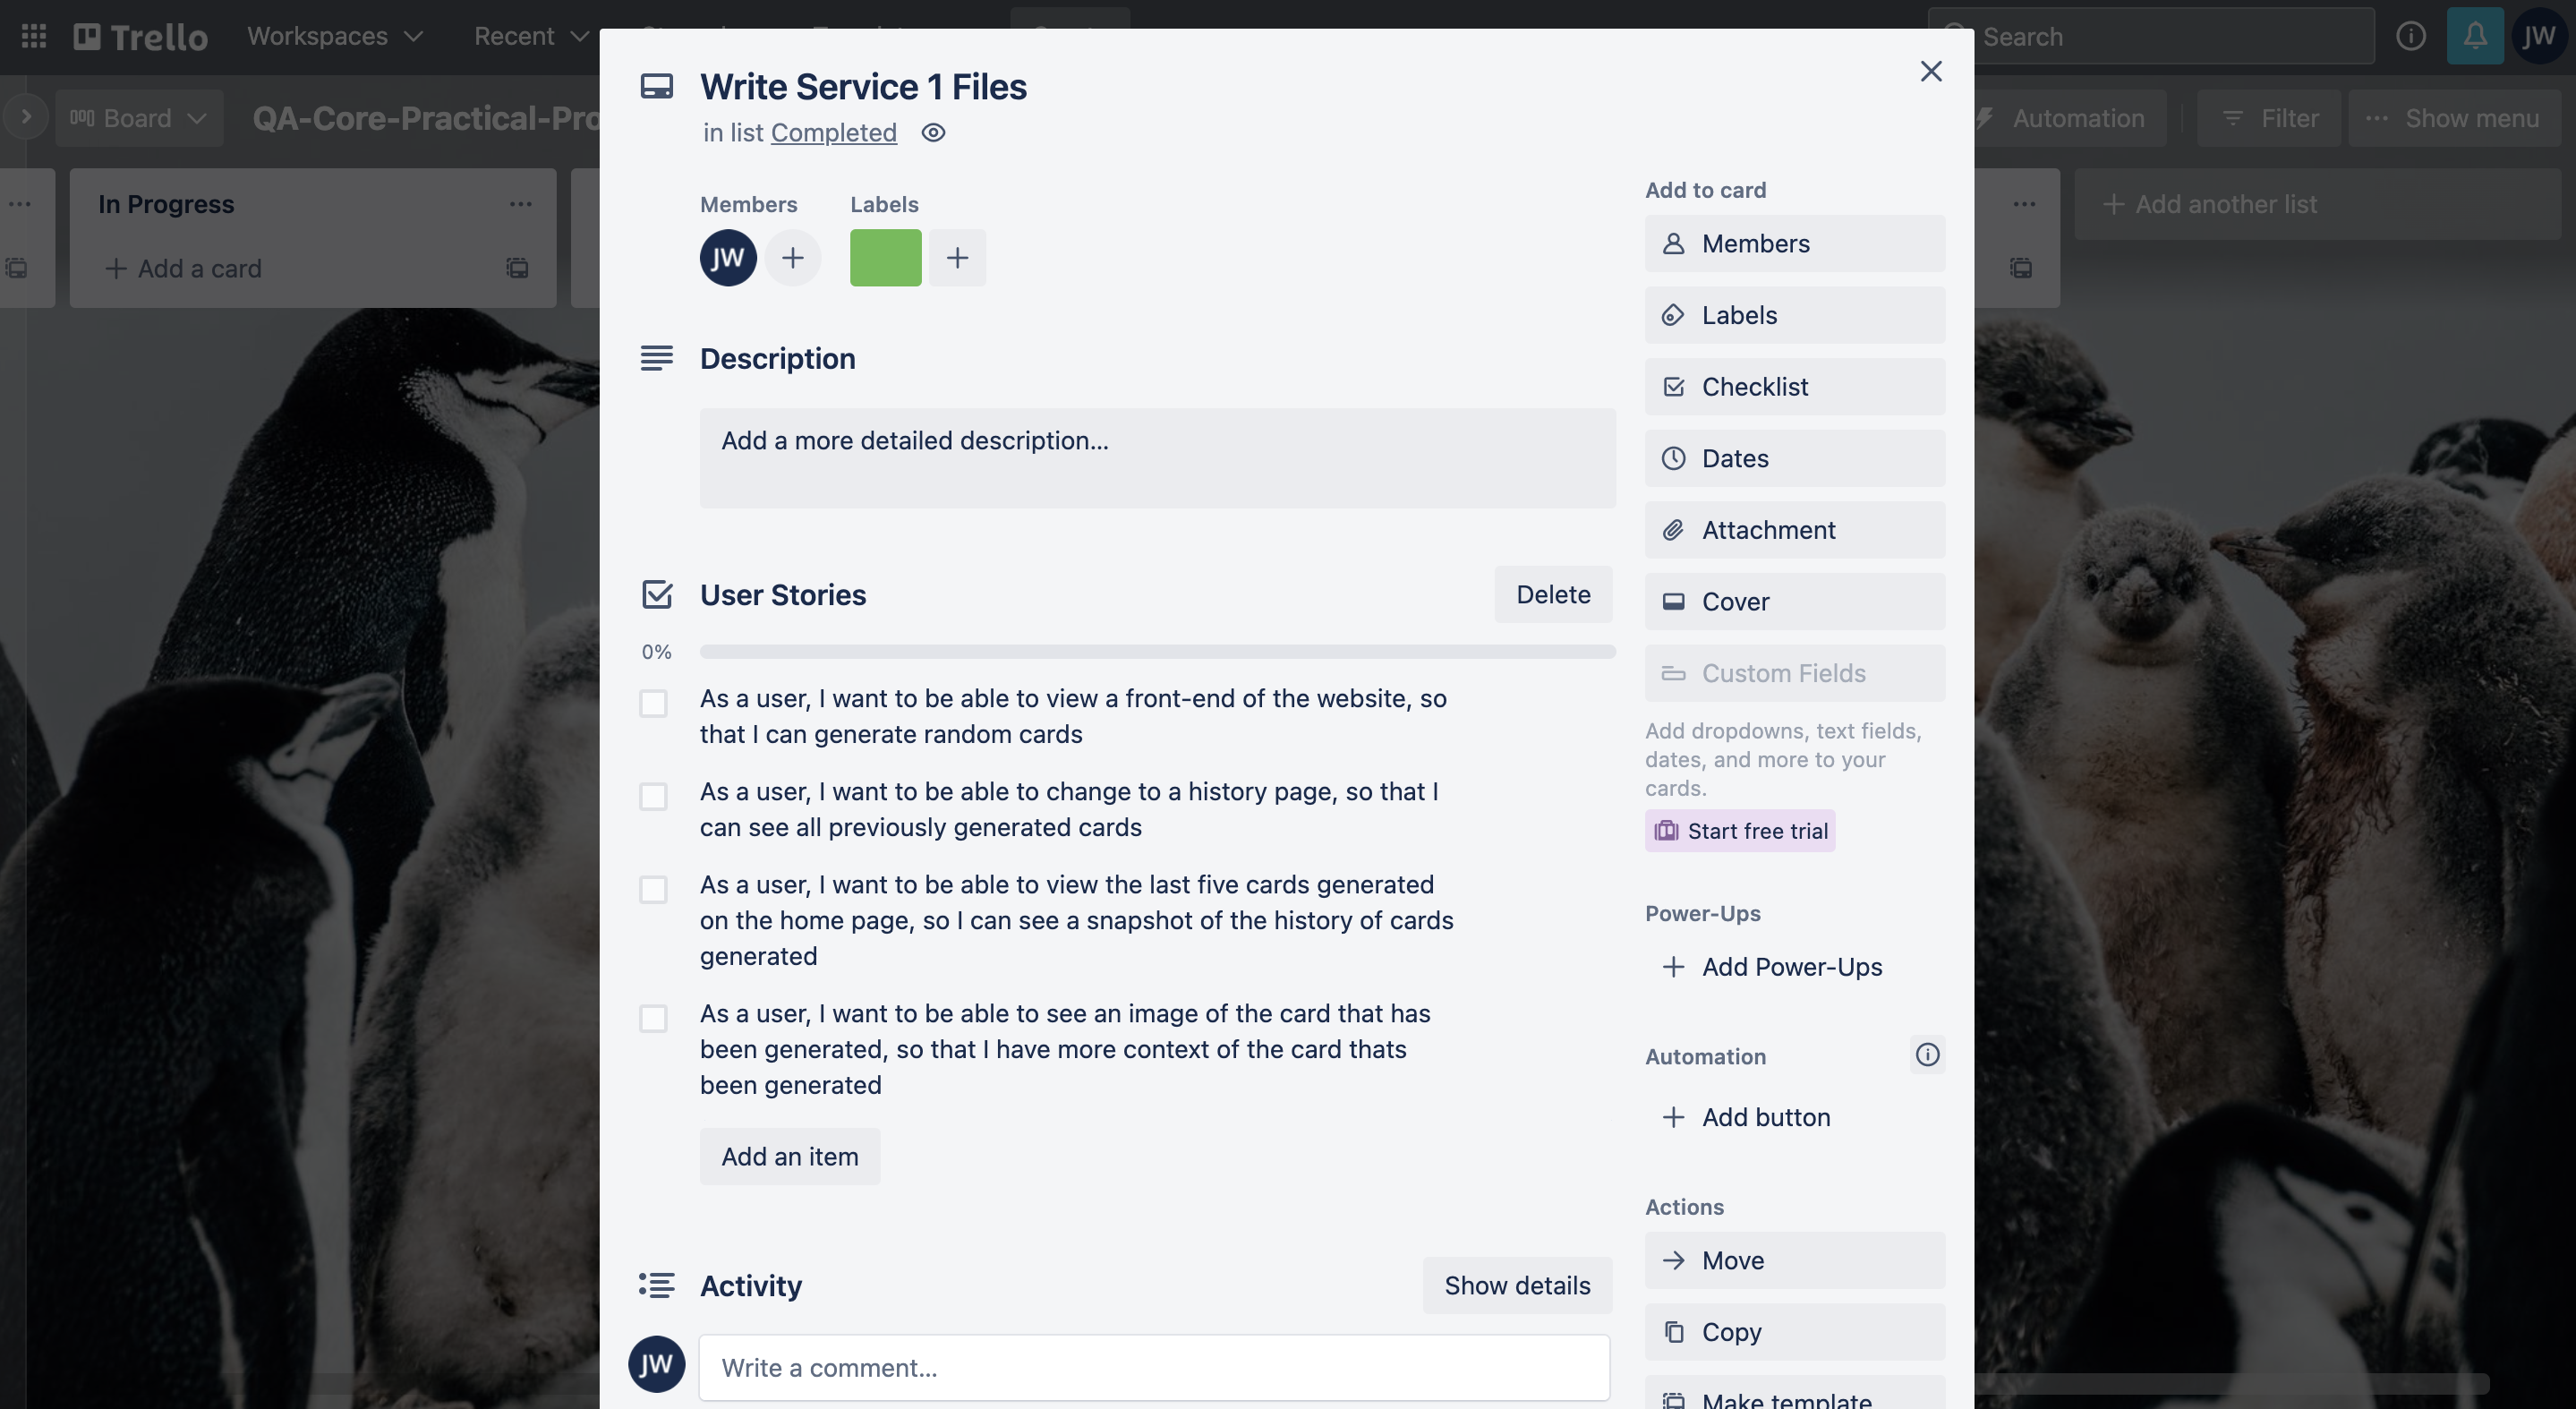 Trello
Workspaces
Recent
Search
JW
Board
QA-Core-Practical-Pro
Automation
Filter
Show menu
In Progress
Add a card
Add another list
Write Service 1 Files
in list Completed
Members
Labels
JW
Description
Add a more detailed description...
User Stories
Delete
0%
As a user, I want to be able to view a front-end of the website, so
that I can generate random cards
As a user, I want to be able to change to a history page, so that I
can see all previously generated cards
As a user, I want to be able to view the last five cards generated
on the home page, so I can see a snapshot of the history of cards
generated
As a user, I want to be able to see an image of the card that has
been generated, so that I have more context of the card thats
been generated
Add an item
Activity
Show details
JW
Write a comment...
Add to card
Members
Labels
Checklist
Dates
Attachment
Cover
Custom Fields
Add dropdowns, text fields,
dates, and more to your
cards.
Start free trial
Power-Ups
Add Power-Ups
Automation
Add button
Actions
Move
Copy
Make template